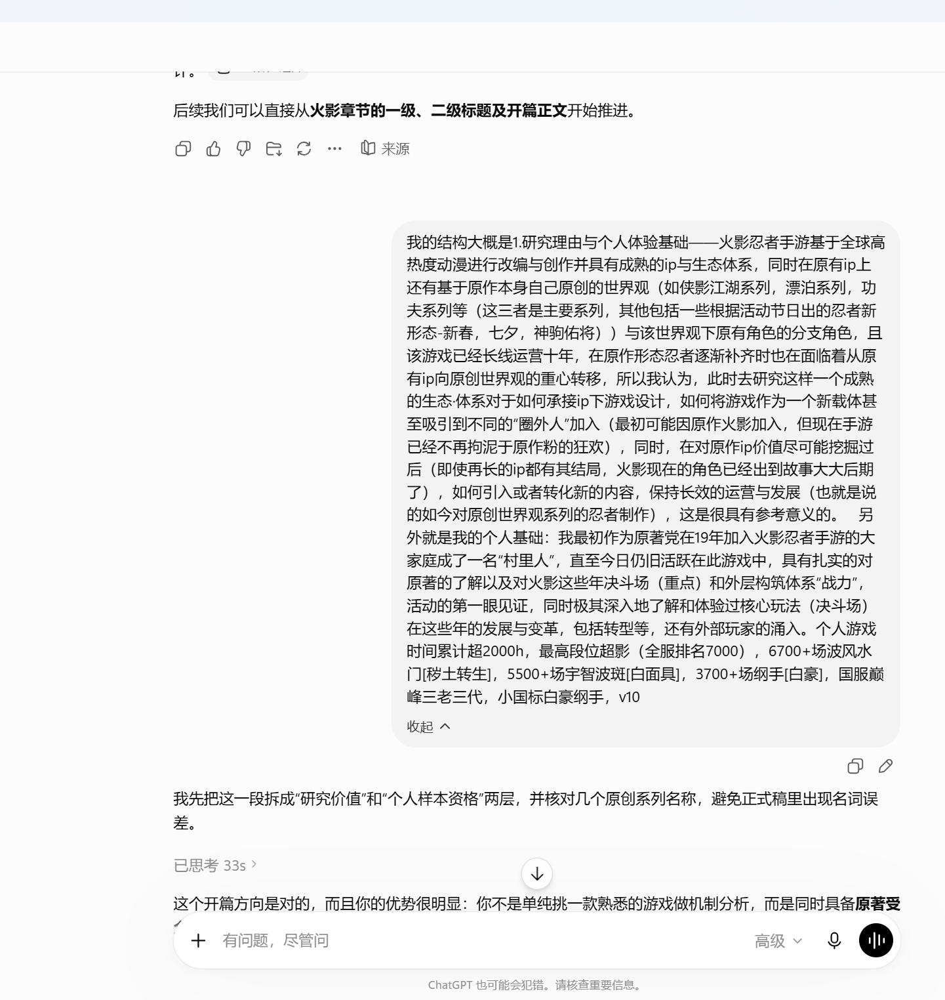 计。
后续我们可以直接从火影章节的一级、二级标题及开篇正文开始推进。
来源
我的结构大概是1.研究理由与个人体验基础——火影忍者手游基于全球高
热度动漫进行改编与创作并具有成熟的ip与生态体系，同时在原有ip上
还有基于原作本身自己原创的世界观（如侠影江湖系列，漂泊系列，功
夫系列等（这三者是主要系列，其他包括一些根据活动节日出的忍者新
形态-新春，七夕，神驹佑将））与该世界观下原有角色的分支角色，且
该游戏已经长线运营十年，在原作形态忍者逐渐补齐时也在面临着从原
有ip向原创世界观的重心转移，所以我认为，此时去研究这样一个成熟
的生态·体系对于如何承接ip下游戏设计，如何将游戏作为一个新载体甚
至吸引到不同的“圈外人”加入（最初可能因原作火影加入，但现在手游
已经不再拘泥于原作粉的狂欢），同时，在对原作ip价值尽可能挖掘过
后（即使再长的ip都有其结局，火影现在的角色已经出到故事大大后期
了），如何引入或者转化新的内容，保持长效的运营与发展（也就是说
的如今对原创世界观系列的忍者制作），这是很具有参考意义的。 另
外就是我的个人基础：我最初作为原著党在19年加入火影忍者手游的大
家庭成了一名“村里人”，直至今日仍旧活跃在此游戏中，具有扎实的对
原著的了解以及对火影这些年决斗场（重点）和外层构筑体系“战力”，
活动的第一眼见证，同时极其深入地了解和体验过核心玩法（决斗场）
在这些年的发展与变革，包括转型等，还有外部玩家的涌入。个人游戏
时间累计超2000h，最高段位超影（全服排名7000），6700+场波风水
门[秽土转生]，5500+场宇智波斑[白面具]，3700+场纲手[白豪]，国服巅
峰三老三代，小国标白豪纲手，v10
收起
我先把这一段拆成“研究价值”和“个人样本资格”两层，并核对几个原创系列名称，避免正式稿里出现名词误
差。
已思考 33s
这个开篇方向是对的，而且你的优势很明显：你不是单纯挑一款熟悉的游戏做机制分析，而是同时具备原著受
有问题，尽管问
高级
ChatGPT 也可能会犯错。请核查重要信息。